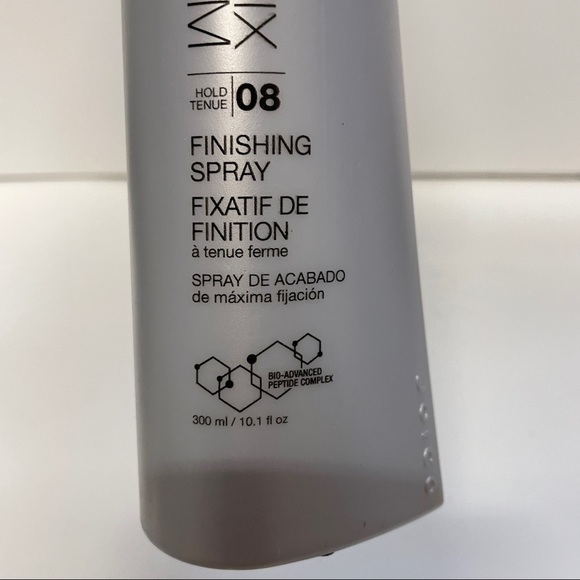 IX
M
HOLD
TENUE
08
FINISHING
SPRAY
FIXATIF DE
FINITION
à tenue ferme
SPRAY DE ACABADO
de máxima fijación
BIO-ADVANCED
PEPTIDE COMPLEX
300 ml / 10.1 fl oz